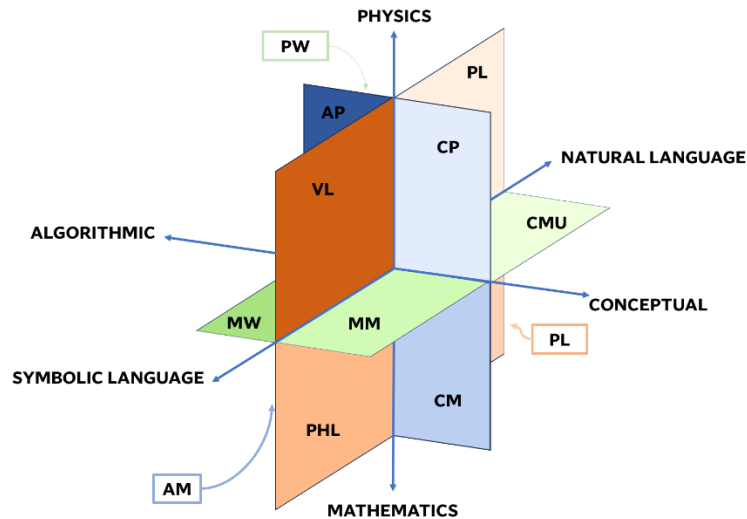 PHYSICS
PW
PL
AP
CP
NATURAL LANGUAGE
VL
CMU
ALGORITHMIC
CONCEPTUAL
MW
MM
PL
SYMBOLIC LANGUAGE
CM
PHL
AM
MATHEMATICS